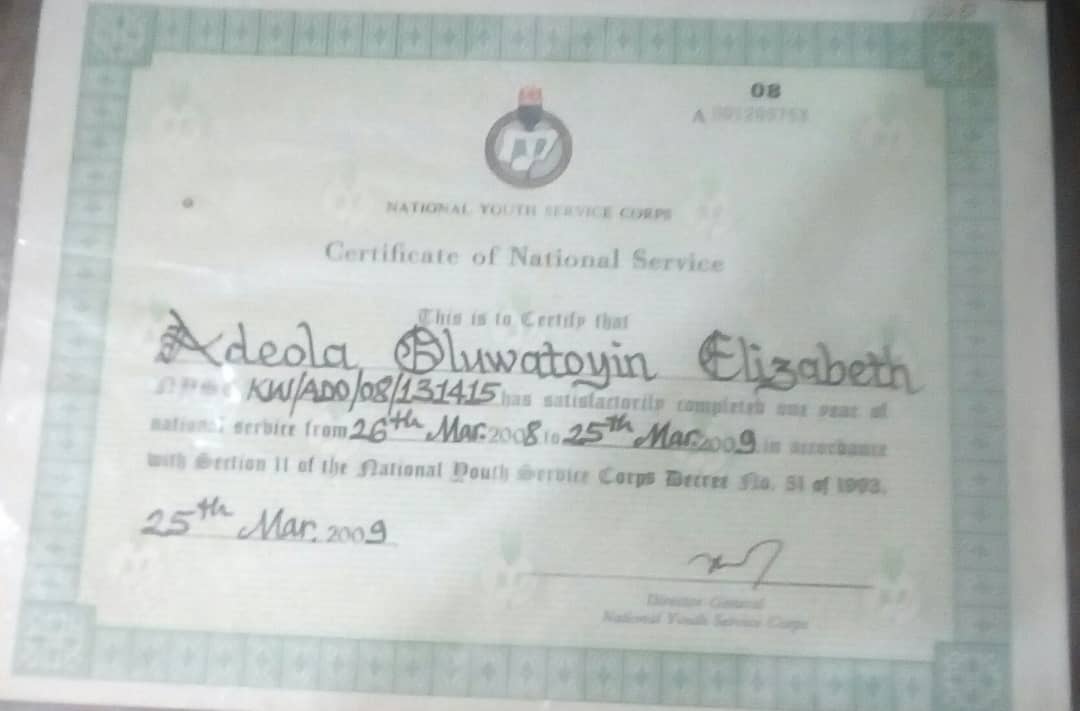 08
A
NATIONAL YOUTH SERVICE CORPS
Certificate of National Service
This is to Certify that
Adeola Oluwatoyin Elizabeth
KW/ADO/08/131415 has satisfactorily completed one year of
national service from 26th Mar. 2008 to 25th Mar. 2009 in accordance
with Section 11 of the National Youth Service Corps Decree No. 51 of 1993.
25th Mar. 2009
Director-General
National Youth Service Corps